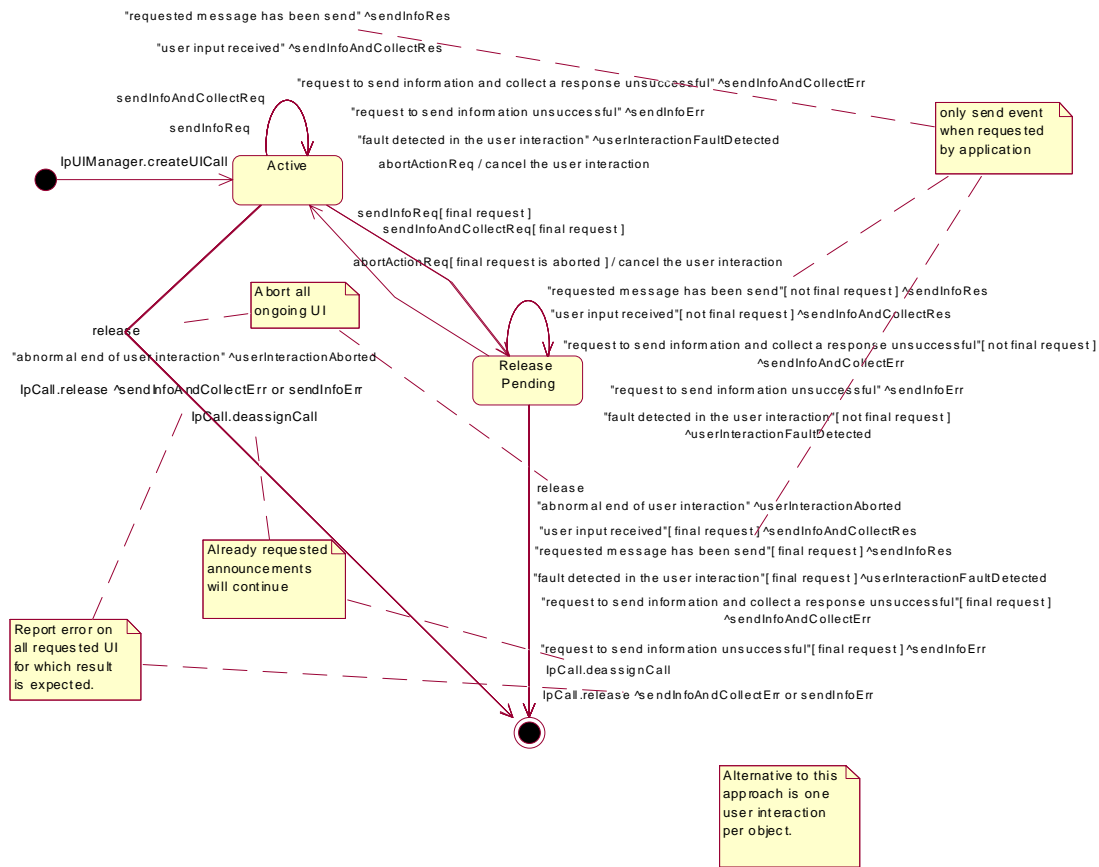 "requested message has been send" ^sendInfoRes
"user input received" ^sendInfoAndCollectRes
"request to send information and collect a response unsuccessful" ^sendInfoAndCollectErr
sendInfoAndCollectReq
"request to send information unsuccessful" ^sendInfoErr
sendInfoReq
"fault detected in the user interaction" ^userInteractionFaultDetected
abortActionReq / cancel the user interaction
only send event
when requested
by application
IpUIManager.createUICall
Active
sendInfoReq[ final request ]
sendInfoAndCollectReq[ final request ]
abortActionReq[ final request is aborted ] / cancel the user interaction
Abort all
ongoing UI
"requested message has been send"[ not final request ] ^sendInfoRes
"user input received"[ not final request ] ^sendInfoAndCollectRes
"request to send information and collect a response unsuccessful"[ not final request ]
^sendInfoAndCollectErr
Release
Pending
"request to send information unsuccessful" ^sendInfoErr
"fault detected in the user interaction"[ not final request ]
^userInteractionFaultDetected
release
"abnormal end of user interaction" ^userInteractionAborted
IpCall.release ^sendInfoAndCollectErr or sendInfoErr
IpCall.deassignCall
release
"abnormal end of user interaction" ^userInteractionAborted
"user input received"[ final request ] ^sendInfoAndCollectRes
"requested message has been send"[ final request ] ^sendInfoRes
"fault detected in the user interaction"[ final request ] ^userInteractionFaultDetected
"request to send information and collect a response unsuccessful"[ final request ]
^sendInfoAndCollectErr
"request to send information unsuccessful"[ final request ] ^sendInfoErr
IpCall.deassignCall
IpCall.release ^sendInfoAndCollectErr or sendInfoErr
Already requested
announcements
will continue
Report error on
all requested UI
for which result
is expected.
Alternative to this
approach is one
user interaction
per object.